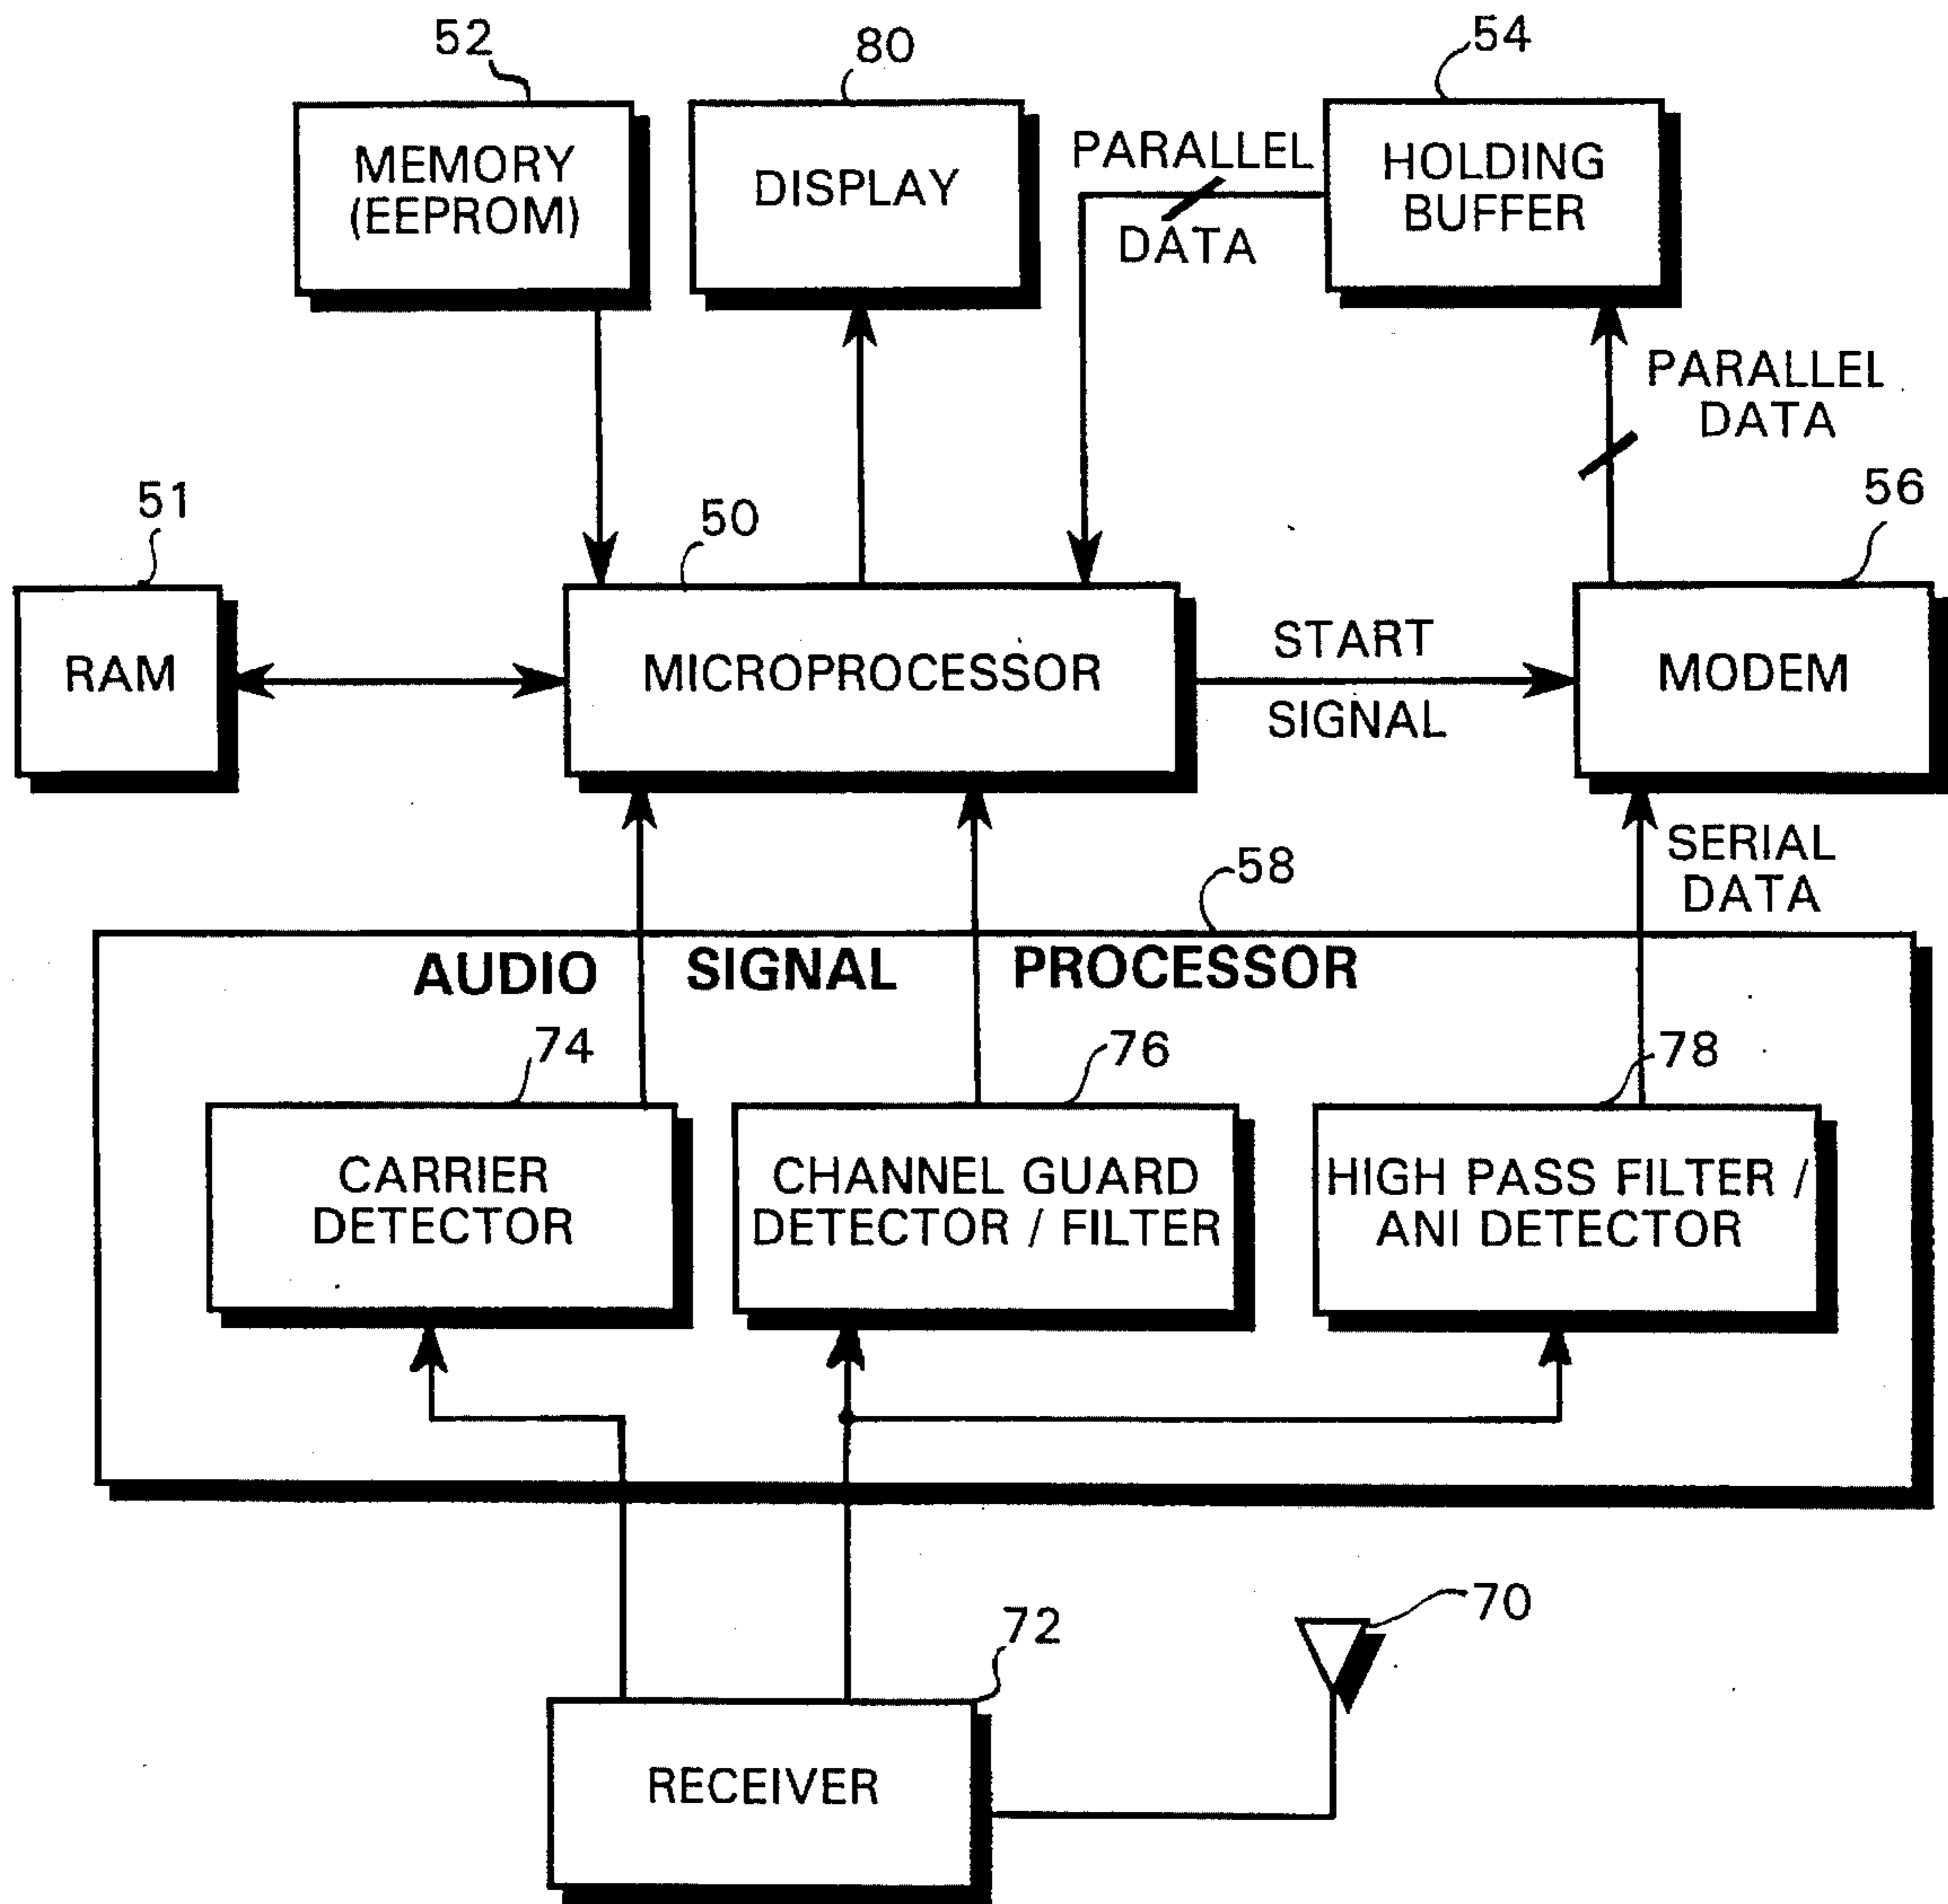 52
80
54
MEMORY
(EEPROM)
DISPLAY
PARALLEL
DATA
HOLDING
BUFFER
PARALLEL
DATA
51
50
56
RAM
MICROPROCESSOR
START
SIGNAL
MODEM
SERIAL
DATA
58
AUDIO SIGNAL PROCESSOR
74
76
78
CARRIER
DETECTOR
CHANNEL GUARD
DETECTOR / FILTER
HIGH PASS FILTER /
ANI DETECTOR
72
70
RECEIVER